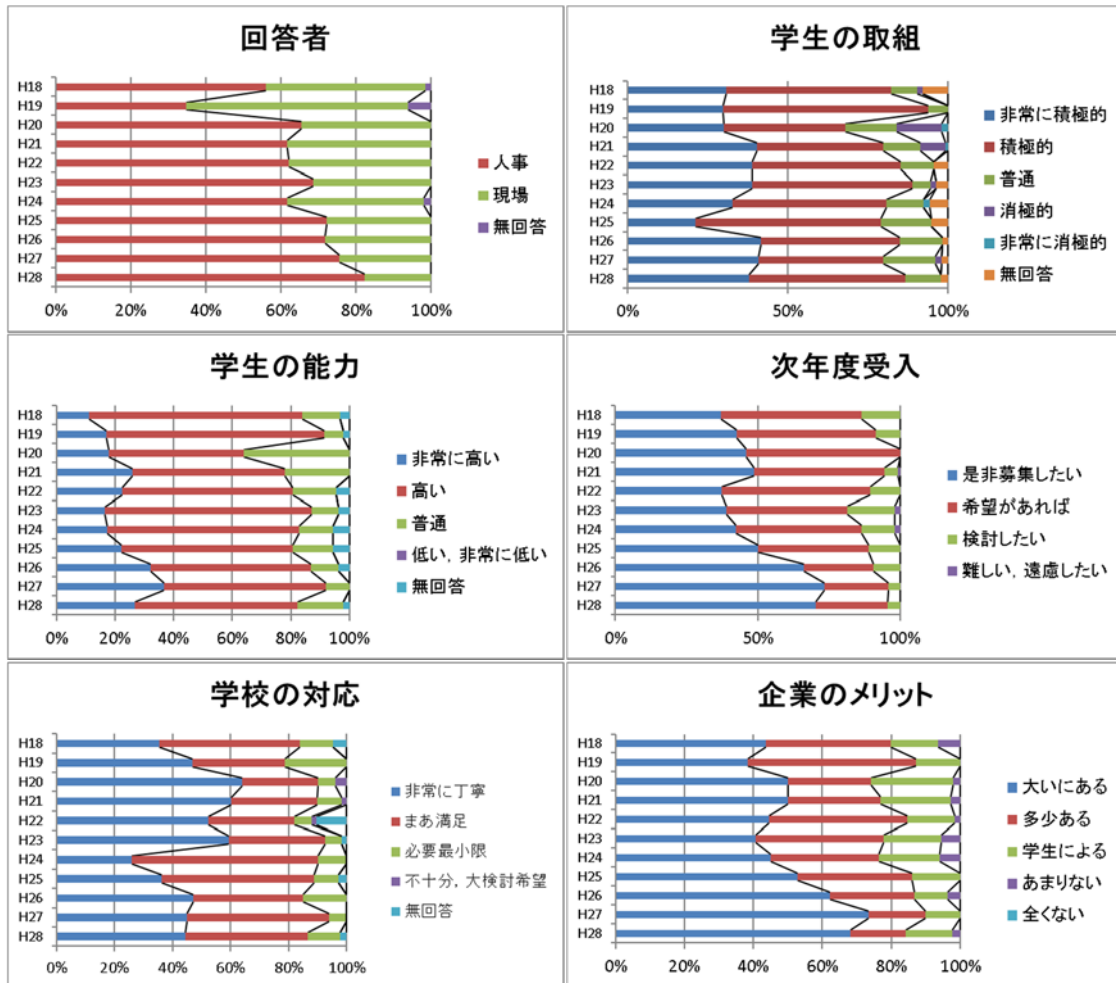 回答者
H18
H19
H20
H21
H22
H23
H24
H25
H26
H27
H28
0% 20% 40% 60% 80% 100%
人事
現場
無回答
学生の取組
H18
H19
H20
H21
H22
H23
H24
H25
H26
H27
H28
0% 50% 100%
非常に積極的
積極的
普通
消極的
非常に消極的
無回答
学生の能力
H18
H19
H20
H21
H22
H23
H24
H25
H26
H27
H28
0% 20% 40% 60% 80% 100%
非常に高い
高い
普通
低い，非常に低い
無回答
次年度受入
H18
H19
H20
H21
H22
H23
H24
H25
H26
H27
H28
0% 50% 100%
是非募集したい
希望があれば
検討したい
難しい，遠慮したい
学校の対応
H18
H19
H20
H21
H22
H23
H24
H25
H26
H27
H28
0% 20% 40% 60% 80% 100%
非常に丁寧
まあ満足
必要最小限
不十分，大検討希望
無回答
企業のメリット
H18
H19
H20
H21
H22
H23
H24
H25
H26
H27
H28
0% 20% 40% 60% 80% 100%
大いにある
多少ある
学生による
あまりない
全くない